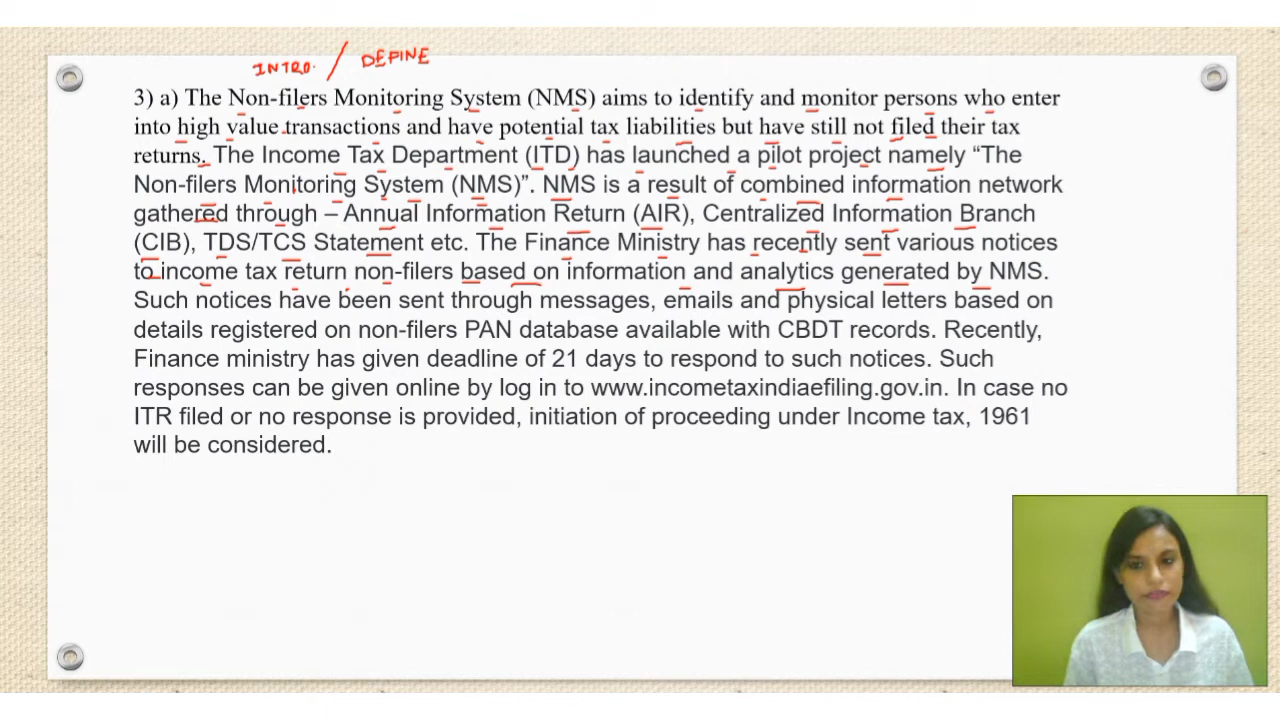 INTRO. / DEFINE
3) a) The Non-filers Monitoring System (NMS) aims to identify and monitor persons who enter
into high value transactions and have potential tax liabilities but have still not filed their tax
returns. The Income Tax Department (ITD) has launched a pilot project namely “The
Non-filers Monitoring System (NMS)”. NMS is a result of combined information network
gathered through – Annual Information Return (AIR), Centralized Information Branch
(CIB), TDS/TCS Statement etc. The Finance Ministry has recently sent various notices
to income tax return non-filers based on information and analytics generated by NMS.
Such notices have been sent through messages, emails and physical letters based on
details registered on non-filers PAN database available with CBDT records. Recently,
Finance ministry has given deadline of 21 days to respond to such notices. Such
responses can be given online by log in to www.incometaxindiaefiling.gov.in. In case no
ITR filed or no response is provided, initiation of proceeding under Income tax, 1961
will be considered.